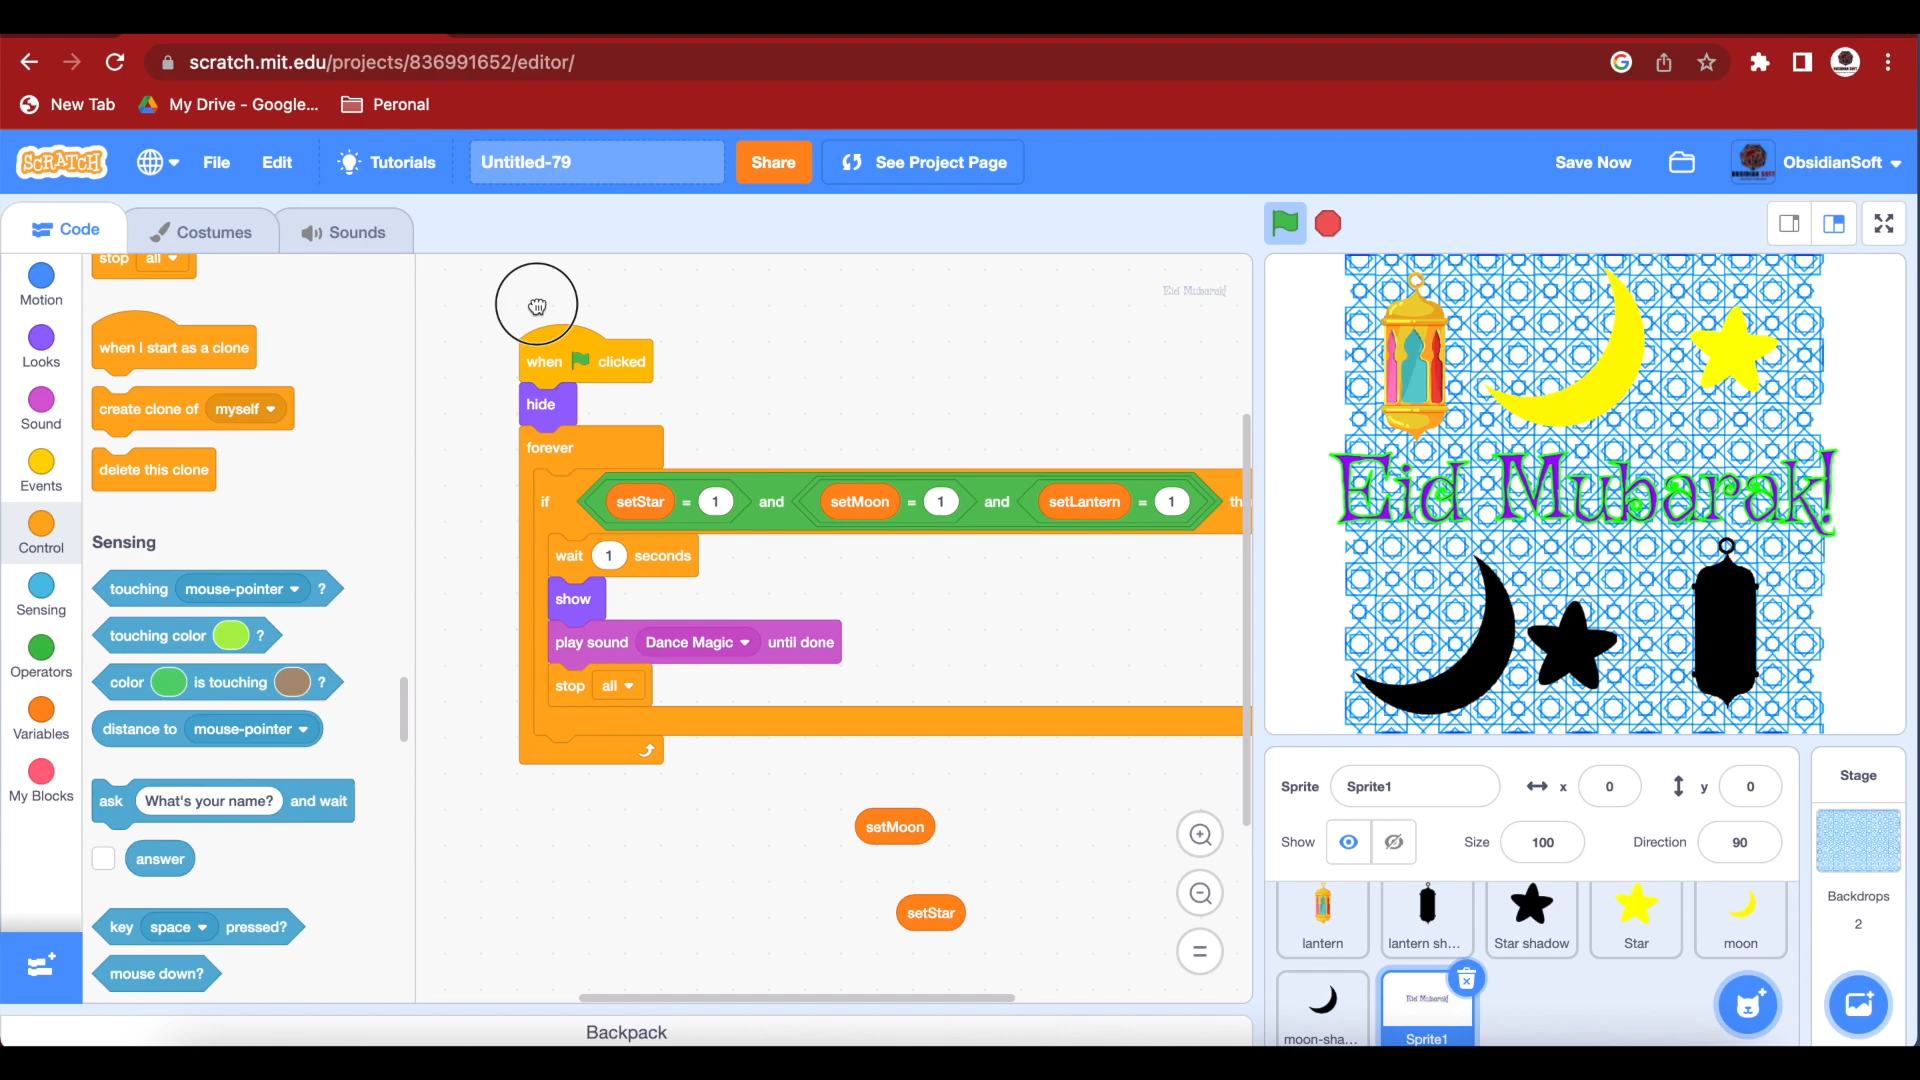 scratch.mit.edu/projects/836991652/editor/
New Tab My Drive - Google... Peronal
SCRATCH File Edit Tutorials Untitled-79 Share See Project Page Save Now ObsidianSoft
Code Costumes Sounds
Motion
Looks
Sound
Events
Control
Sensing
Operators
Variables
My Blocks
stop all
when I start as a clone
create clone of myself
delete this clone
Sensing
touching mouse-pointer ?
touching color ?
color is touching ?
distance to mouse-pointer
ask What's your name? and wait
answer
key space pressed?
mouse down?
Eid Mubarak!
when clicked
hide
forever
if setStar = 1 and setMoon = 1 and setLantern = 1 th
wait 1 seconds
show
play sound Dance Magic until done
stop all
setMoon
setStar
Backpack
Eid Mubarak!
Sprite Sprite1 x 0 y 0
Show Size 100 Direction 90
lantern lantern sh... Star shadow Star moon
Eid Mubarak!
moon-sha... Sprite1
Stage
Backdrops
2